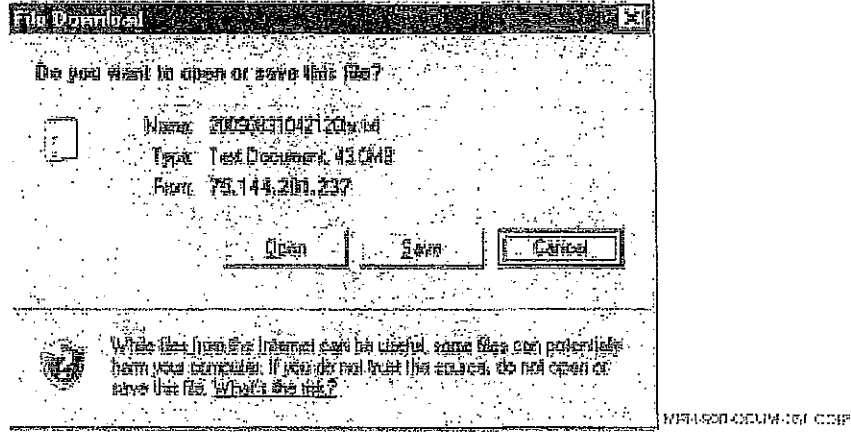 File Download
Do you want to open or save this file?
Name:
Type: Text Document, 43.0MB
From: 75.144.201.237
Open Save Cancel
While files from the Internet can be useful, some files can potentially
harm your computer. If you do not trust the source, do not open or
save this file. What's the risk?